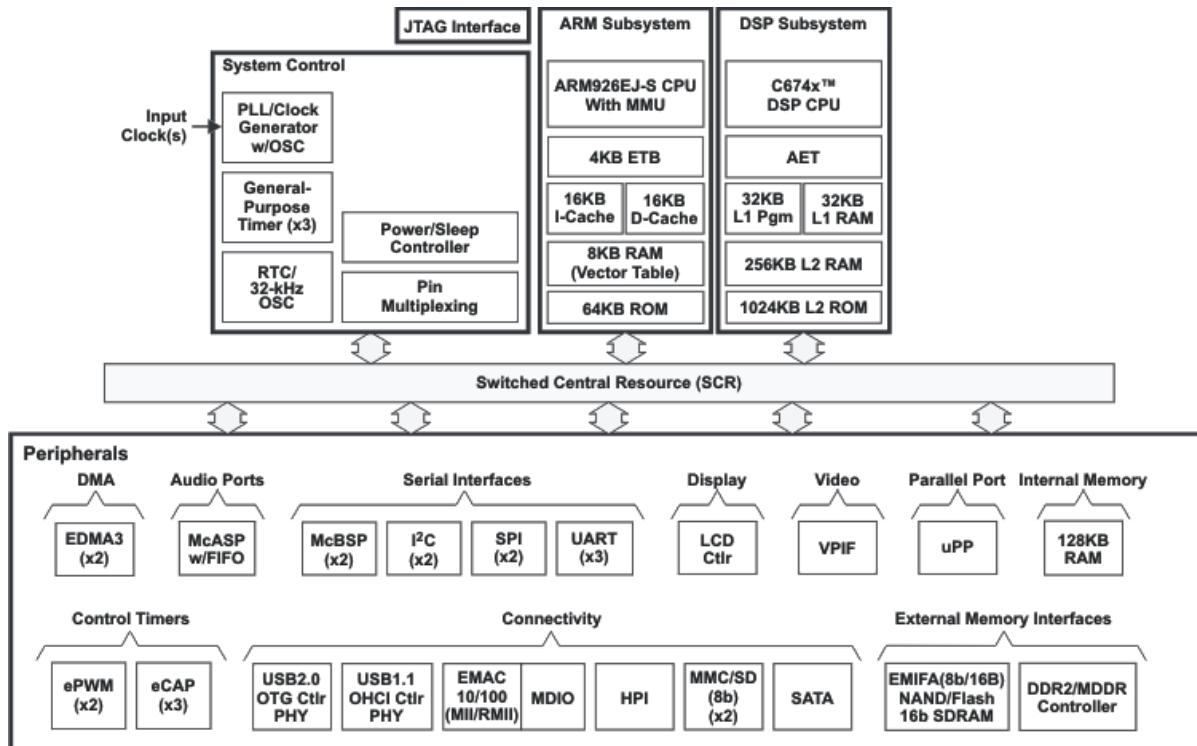 JTAG Interface
System Control
Input
Clock(s)
PLL/Clock
Generator
w/OSC
General-
Purpose
Timer (x3)
RTC/
32-kHz
OSC
Power/Sleep
Controller
Pin
Multiplexing
ARM Subsystem
ARM926EJ-S CPU
With MMU
4KB ETB
16KB
I-Cache
16KB
D-Cache
8KB RAM
(Vector Table)
64KB ROM
DSP Subsystem
C674x™
DSP CPU
AET
32KB
L1 Pgm
32KB
L1 RAM
256KB L2 RAM
1024KB L2 ROM
Switched Central Resource (SCR)
Peripherals
DMA
EDMA3
(x2)
Audio Ports
McASP
w/FIFO
Serial Interfaces
McBSP
(x2)
I²C
(x2)
SPI
(x2)
UART
(x3)
Display
LCD
Ctlr
Video
VPIF
Parallel Port
uPP
Internal Memory
128KB
RAM
Control Timers
ePWM
(x2)
eCAP
(x3)
Connectivity
USB2.0
OTG Ctlr
PHY
USB1.1
OHCI Ctlr
PHY
EMAC
10/100
(MII/RMII)
MDIO
HPI
MMC/SD
(8b)
(x2)
SATA
External Memory Interfaces
EMIFA(8b/16B)
NAND/Flash
16b SDRAM
DDR2/MDDR
Controller